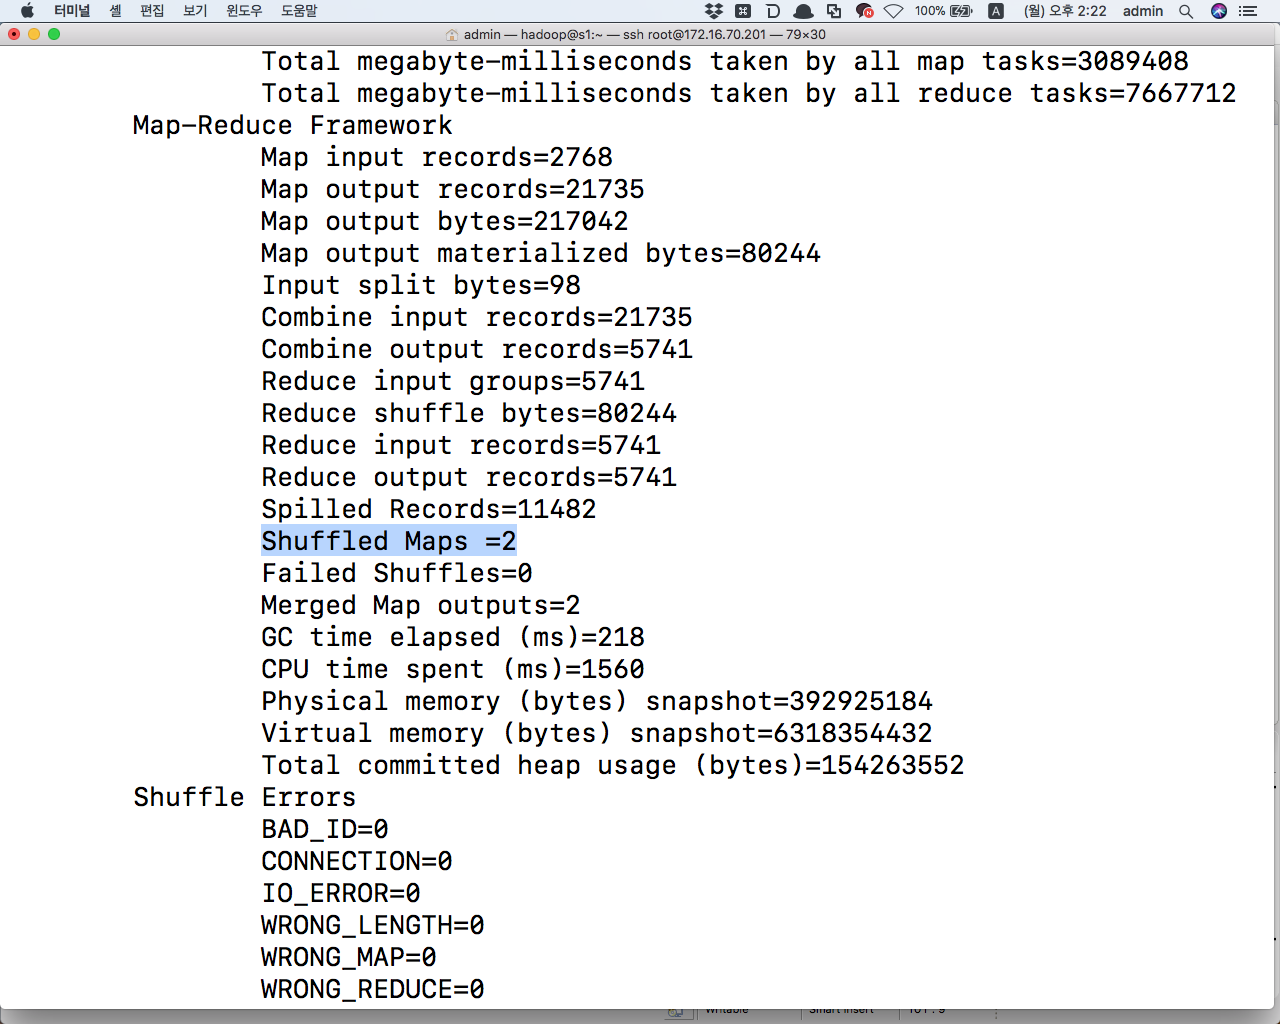 터미널 셸 편집 보기 윈도우 도움말 100% A (월) 오후 2:22 admin
admin — hadoop@s1:~ — ssh root@172.16.70.201 — 79×30
Total megabyte-milliseconds taken by all map tasks=3089408
Total megabyte-milliseconds taken by all reduce tasks=7667712
Map-Reduce Framework
Map input records=2768
Map output records=21735
Map output bytes=217042
Map output materialized bytes=80244
Input split bytes=98
Combine input records=21735
Combine output records=5741
Reduce input groups=5741
Reduce shuffle bytes=80244
Reduce input records=5741
Reduce output records=5741
Spilled Records=11482
Shuffled Maps =2
Failed Shuffles=0
Merged Map outputs=2
GC time elapsed (ms)=218
CPU time spent (ms)=1560
Physical memory (bytes) snapshot=392925184
Virtual memory (bytes) snapshot=6318354432
Total committed heap usage (bytes)=154263552
Shuffle Errors
BAD_ID=0
CONNECTION=0
IO_ERROR=0
WRONG_LENGTH=0
WRONG_MAP=0
WRONG_REDUCE=0
Writable Smart Insert